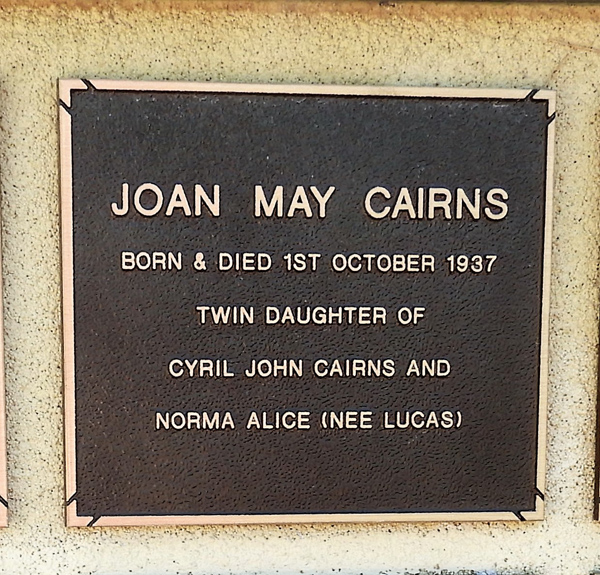 JOAN MAY CAIRNS
BORN & DIED 1ST OCTOBER 1937
TWIN DAUGHTER OF
CYRIL JOHN CAIRNS AND
NORMA ALICE (NEE LUCAS)